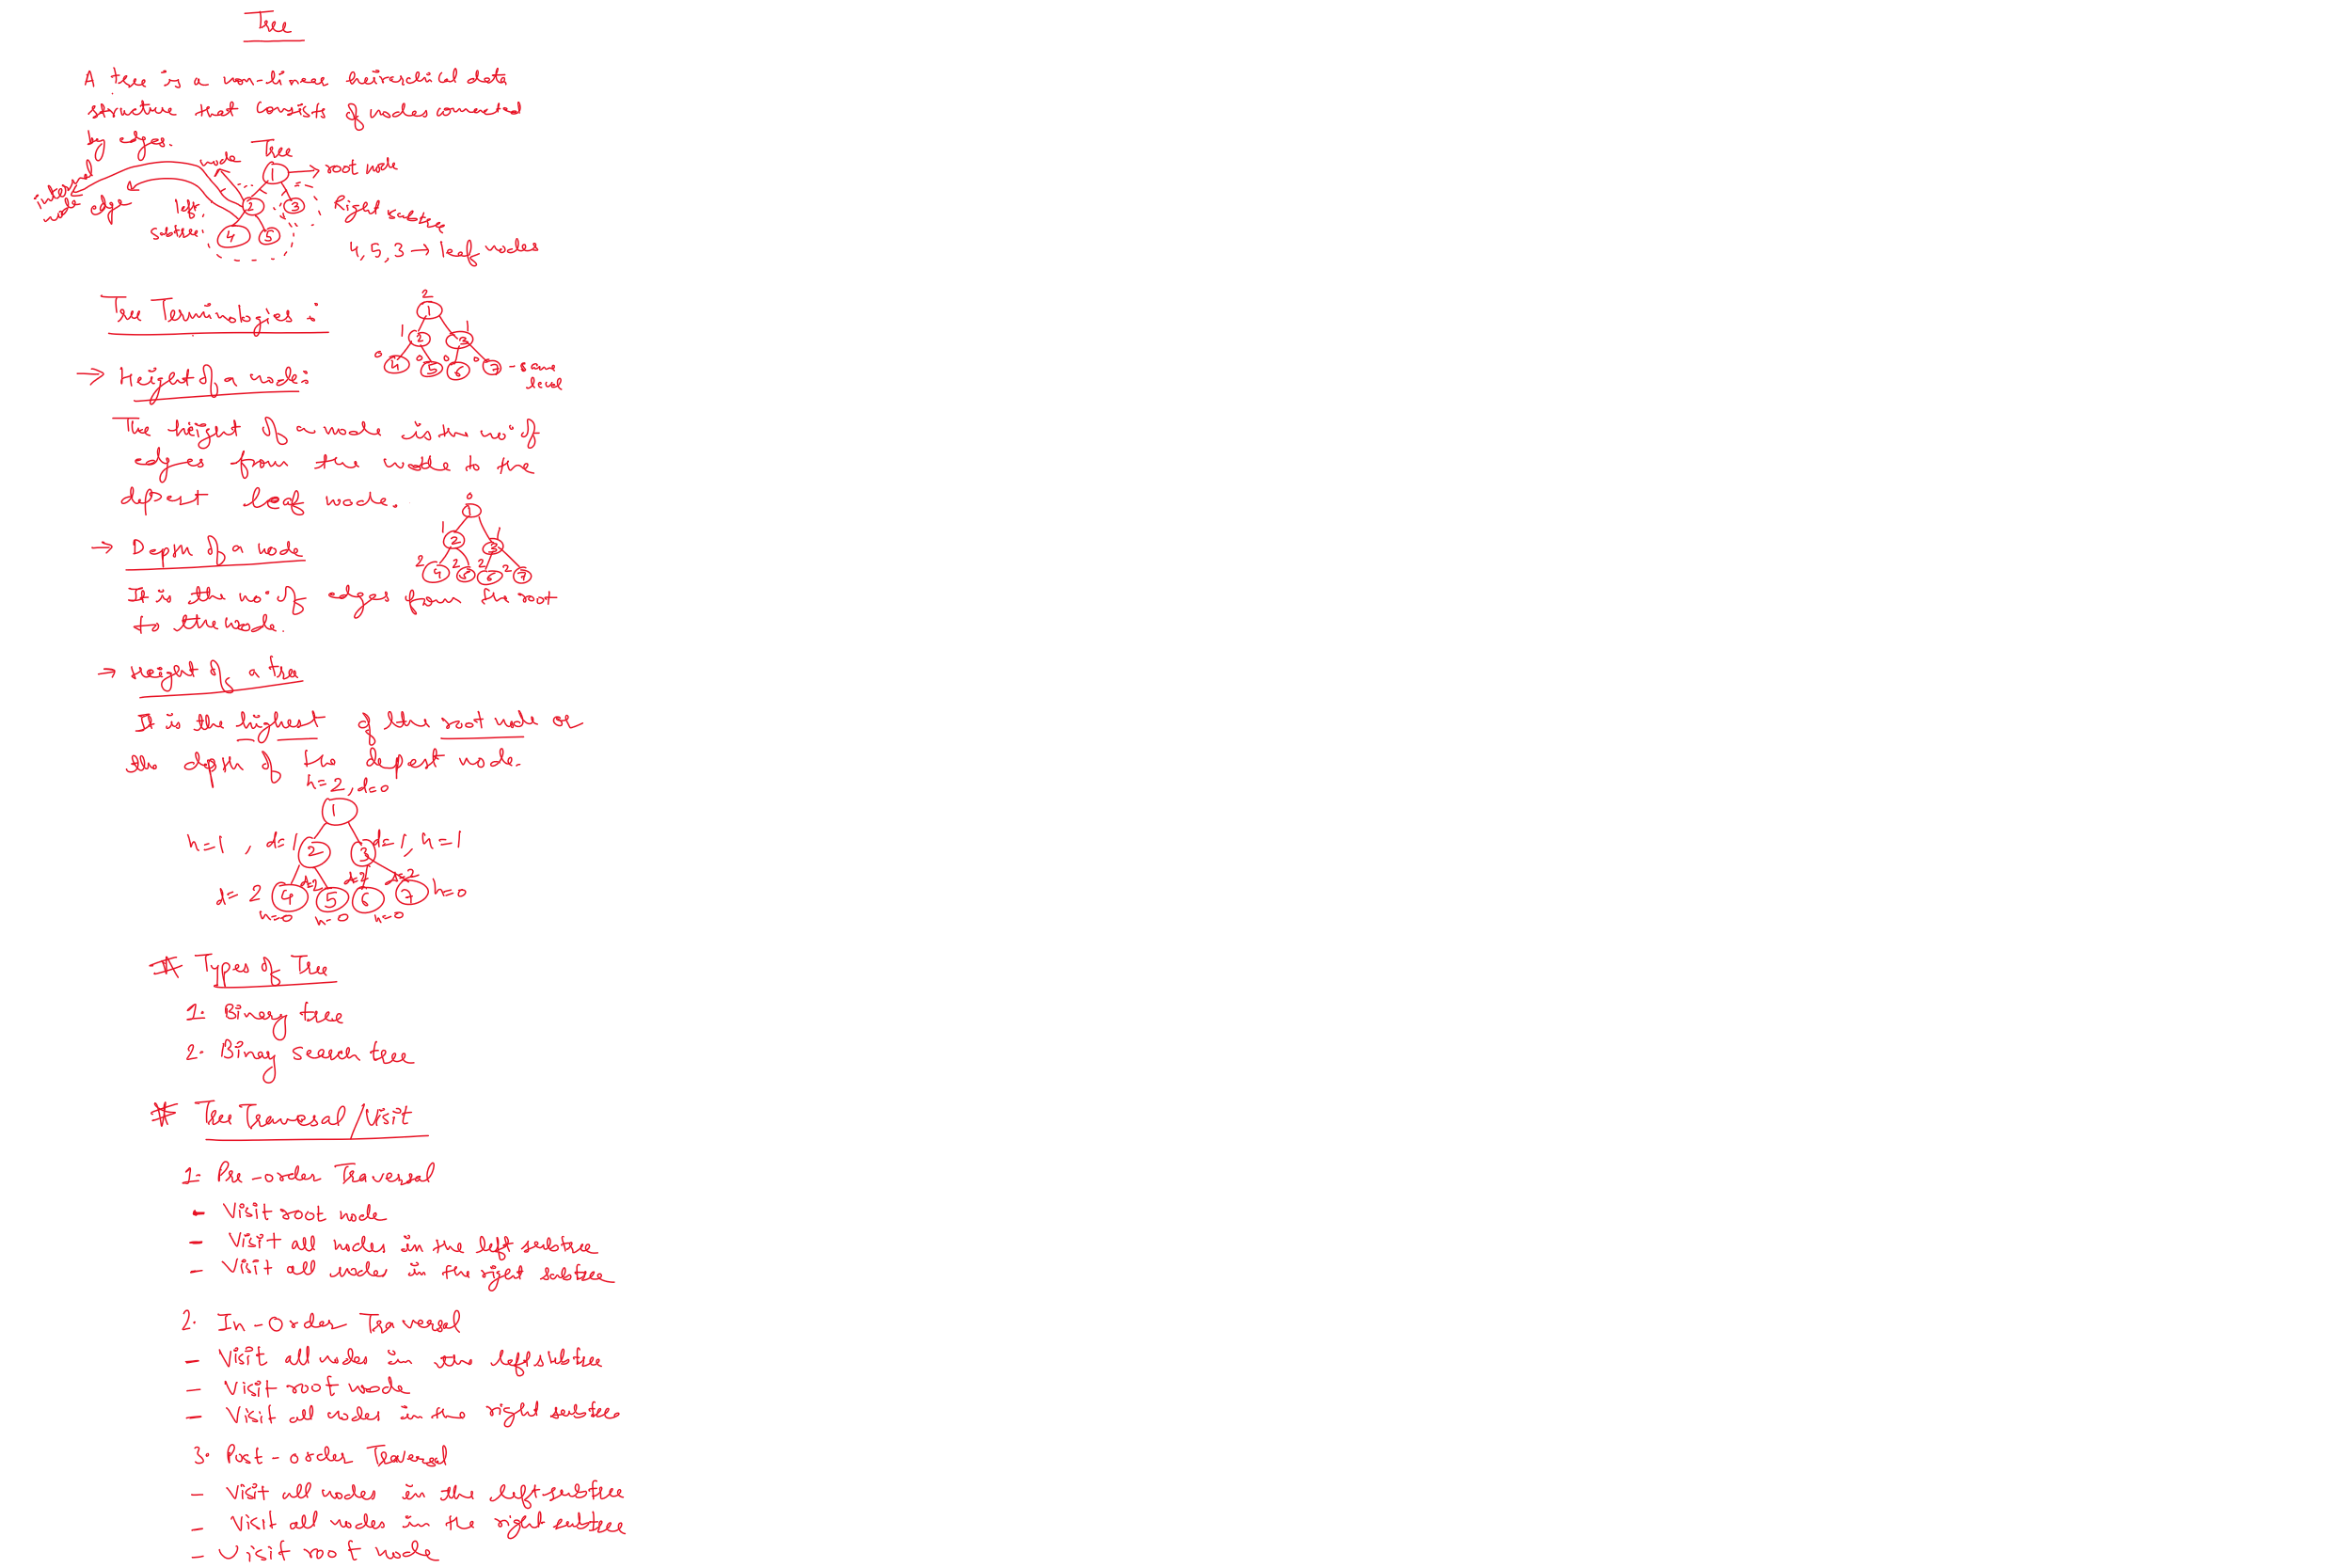 Tree
A tree is a non-linear heirarchical data
structure that consists of nodes connected
by edges.
Tree
node
1 → root node
internal
node
edge
2 3
left
subtree
Right subtree
4 5
4, 5, 3 → leaf nodes
Tree Terminologies :
2
1
1 1
2 3
0 0 0 0
4 5 6 7 - same
level
→ Height of a node:
The height of a node is the no. of
edges from the node to the
depest leaf node.
0
1
1 1
2 3
2 2 2 2
4 5 6 7
→ Depth of a node
It is the no. of edges from the root
to the node.
→ Height of a tree
It is the highest of the root node or
the depth of the depest node.
h=2, d=0
1
h=1 , d=1 2 3 d=1, h=1
d=2 4 d=2 5 d=2 6 d=2 7 h=0
h=0 h=0 h=0
# Types of Tree
1. Binary tree
2. Binay search tree
# Tree Traversal/Visit
1. Pre-order Traversal
- Visit root node
- Visit all nodes in the left subtree
- Visit all nodes in the right subtree
2. In-Order Traversal
- Visit all nodes in the left subtree
- Visit root node
- Visit all nodes in the right subtree
3. Post-order Traversal
- Visit all nodes in the left subtree
- Visit all nodes in the right subtree
- Visit root node